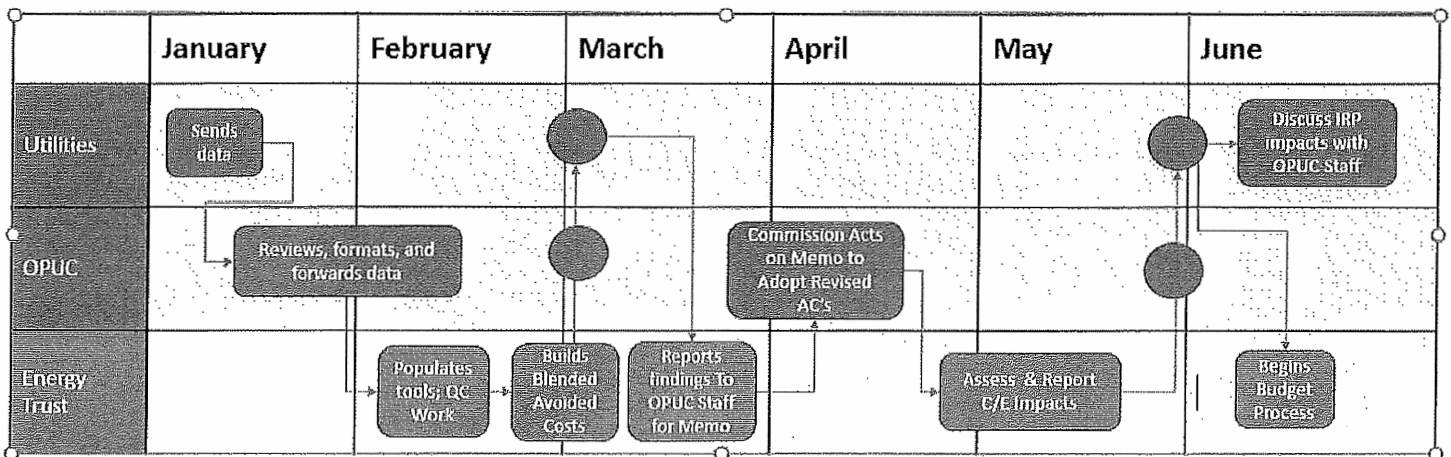 January
February
March
April
May
June
Utilities
Sends
data
Discuss IRP
impacts with
OPUC Staff
OPUC
Reviews, formats, and
forwards data
Commission Acts
on Memo to
Adopt Revised
AC's
Energy
Trust
Populates
tools; QC
Work
Builds
Blended
Avoided
Costs
Reports
findings To
OPUC Staff
for Memo
Assess & Report
C/E Impacts
Begins
Budget
Process